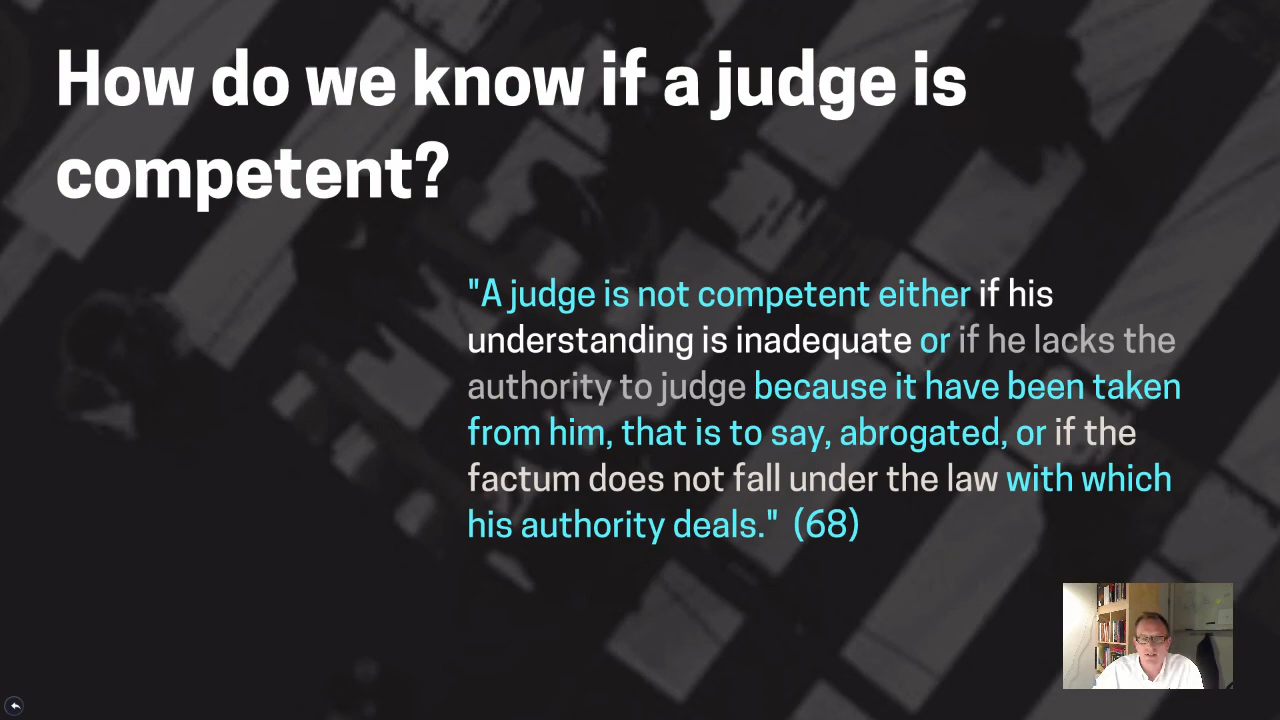 How do we know if a judge is
competent?
"A judge is not competent either if his
understanding is inadequate or if he lacks the
authority to judge because it have been taken
from him, that is to say, abrogated, or if the
factum does not fall under the law with which
his authority deals." (68)